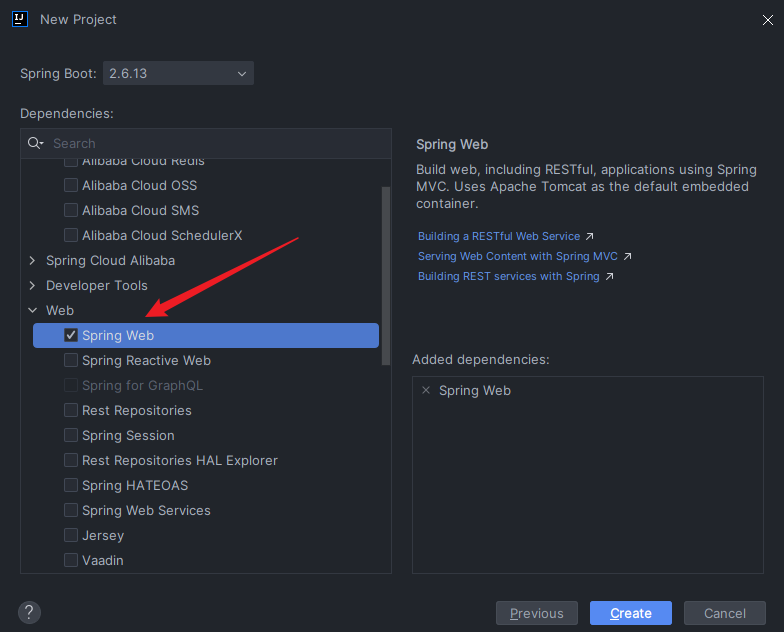 New Project
Spring Boot: 2.6.13
Dependencies:
Search
Alibaba Cloud Redis
Alibaba Cloud OSS
Alibaba Cloud SMS
Alibaba Cloud SchedulerX
Spring Cloud Alibaba
Developer Tools
Web
Spring Web
Spring Reactive Web
Spring for GraphQL
Rest Repositories
Spring Session
Rest Repositories HAL Explorer
Spring HATEOAS
Spring Web Services
Jersey
Vaadin
Spring Web
Build web, including RESTful, applications using Spring
MVC. Uses Apache Tomcat as the default embedded
container.
Building a RESTful Web Service
Serving Web Content with Spring MVC
Building REST services with Spring
Added dependencies:
Spring Web
?
Previous
Create
Cancel